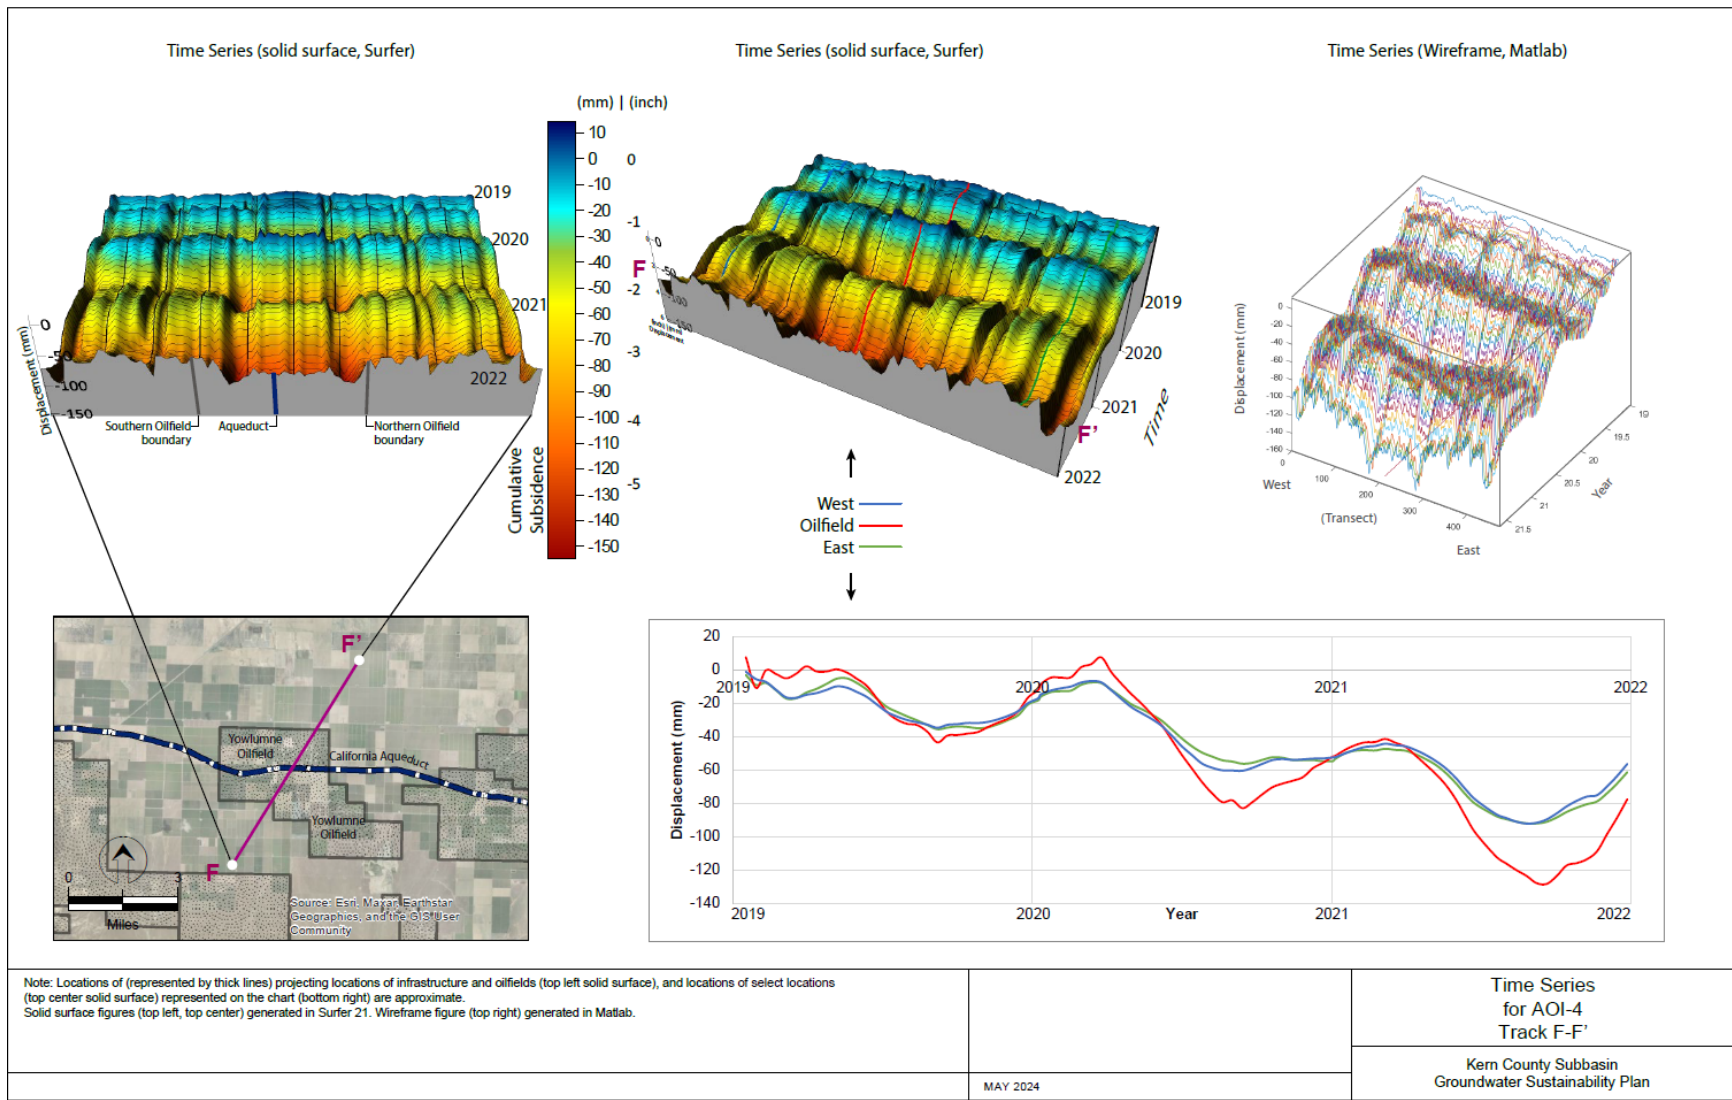 Time Series (solid surface, Surfer)
Time Series (solid surface, Surfer)
Time Series (Wireframe, Matlab)
2019
2020
2021
2022
0
-50
-100
-150
Displacement (mm)
Southern Oilfield
boundary
Aqueduct
Northern Oilfield
boundary
(mm) | (inch)
10
0
-10
-20
-30
-40
-50
-60
-70
-80
-90
-100
-110
-120
-130
-140
-150
0
-1
-2
-3
-4
-5
Cumulative
Subsidence
F
0
-50
-100
-150
F'
2019
2020
2021
2022
Time
West
Oilfield
East
Displacement (mm)
0
-20
-40
-60
-80
-100
-120
-140
-160
0
100
200
300
400
West
(Transect)
East
19
19.5
20
20.5
21
21.5
Year
F'
Yowlumne
Oilfield
California Aqueduct
Yowlumne
Oilfield
F
0
3
Miles
Source: Esri, Maxar, Earthstar
Geographics, and the GIS User
Community
Displacement (mm)
20
0
-20
-40
-60
-80
-100
-120
-140
2019
2020
2021
2022
2019
2020
Year
2021
2022
Note: Locations of (represented by thick lines) projecting locations of infrastructure and oilfields (top left solid surface), and locations of select locations
(top center solid surface) represented on the chart (bottom right) are approximate.
Solid surface figures (top left, top center) generated in Surfer 21. Wireframe figure (top right) generated in Matlab.
MAY 2024
Time Series
for AOI-4
Track F-F'
Kern County Subbasin
Groundwater Sustainability Plan